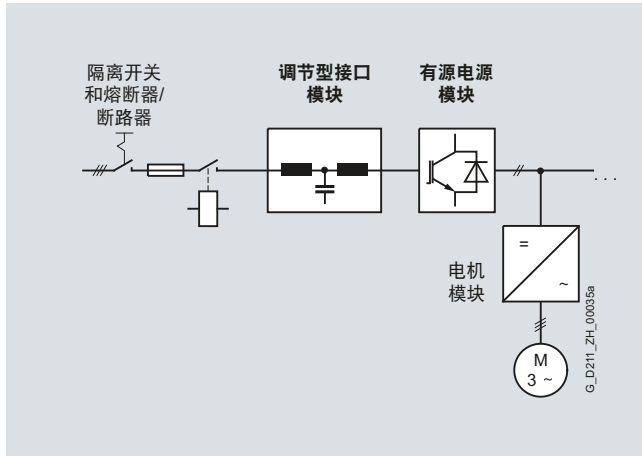 隔离开关
和熔断器/
断路器
调节型接口
模块
有源电源
模块
. . .
=
~
电机
模块
M
3 ~
G_D211_ZH_00035a